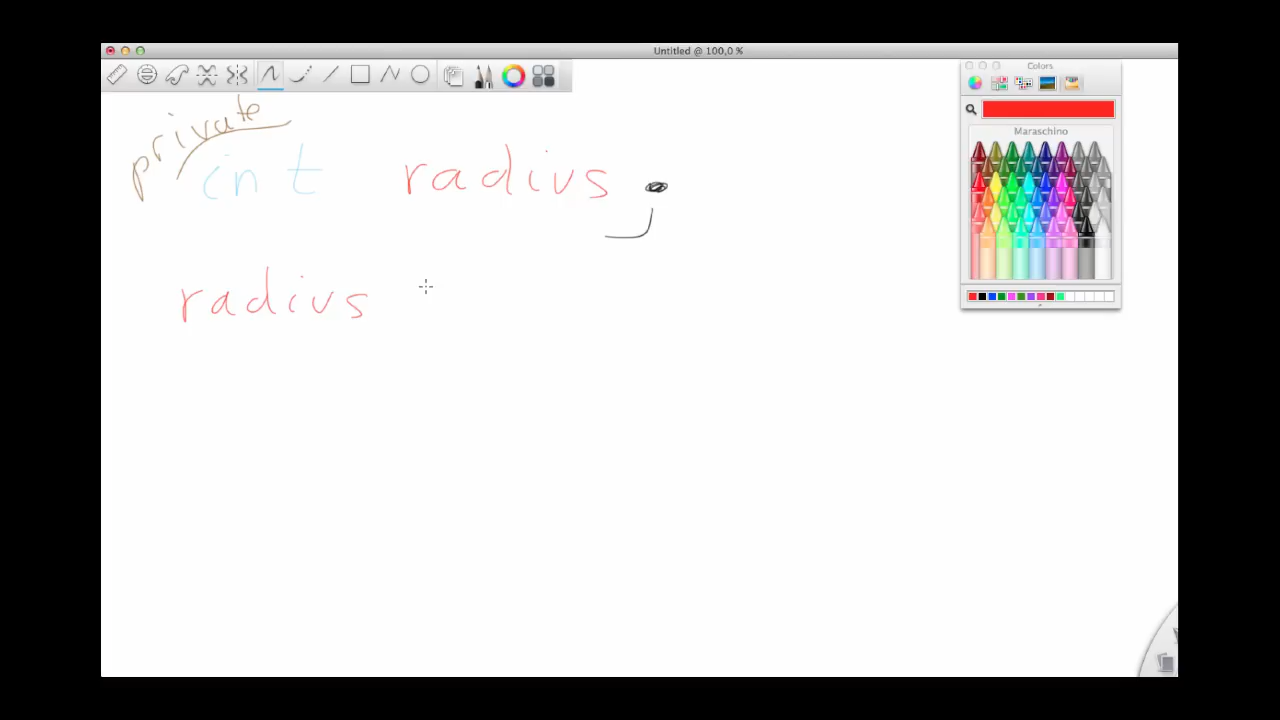 Untitled @ 100,0 %
Colors
Maraschino
private
int radius;
radius